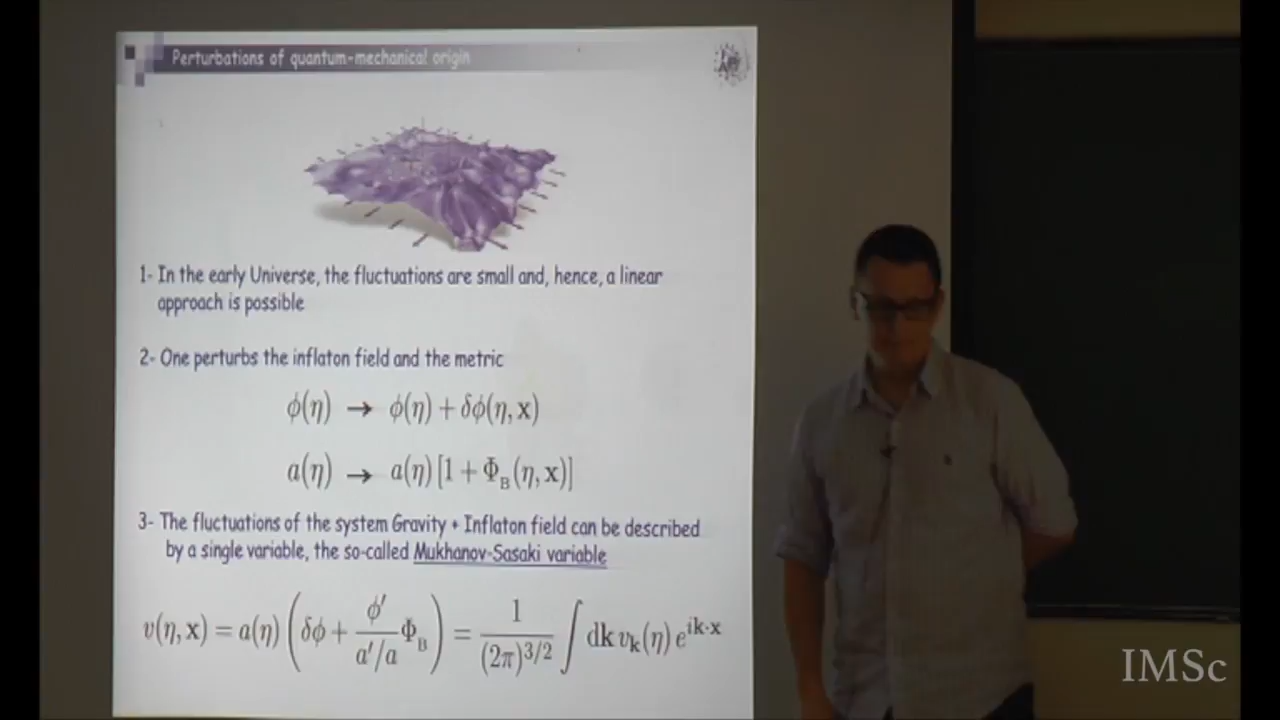 Perturbations of quantum-mechanical origin
1- In the early Universe, the fluctuations are small and, hence, a linear
approach is possible
2- One perturbs the inflaton field and the metric
ϕ(η) → ϕ(η) + δϕ(η, x)
a(η) → a(η) [1 + Φ_B(η, x)]
3- The fluctuations of the system Gravity + Inflaton field can be described
by a single variable, the so-called Mukhanov-Sasaki variable
v(η, x) = a(η) (δϕ + ϕ′/(a′/a) Φ_B) = 1/(2π)^{3/2} ∫ dk v_k(η) e^{ik·x}
IMSc